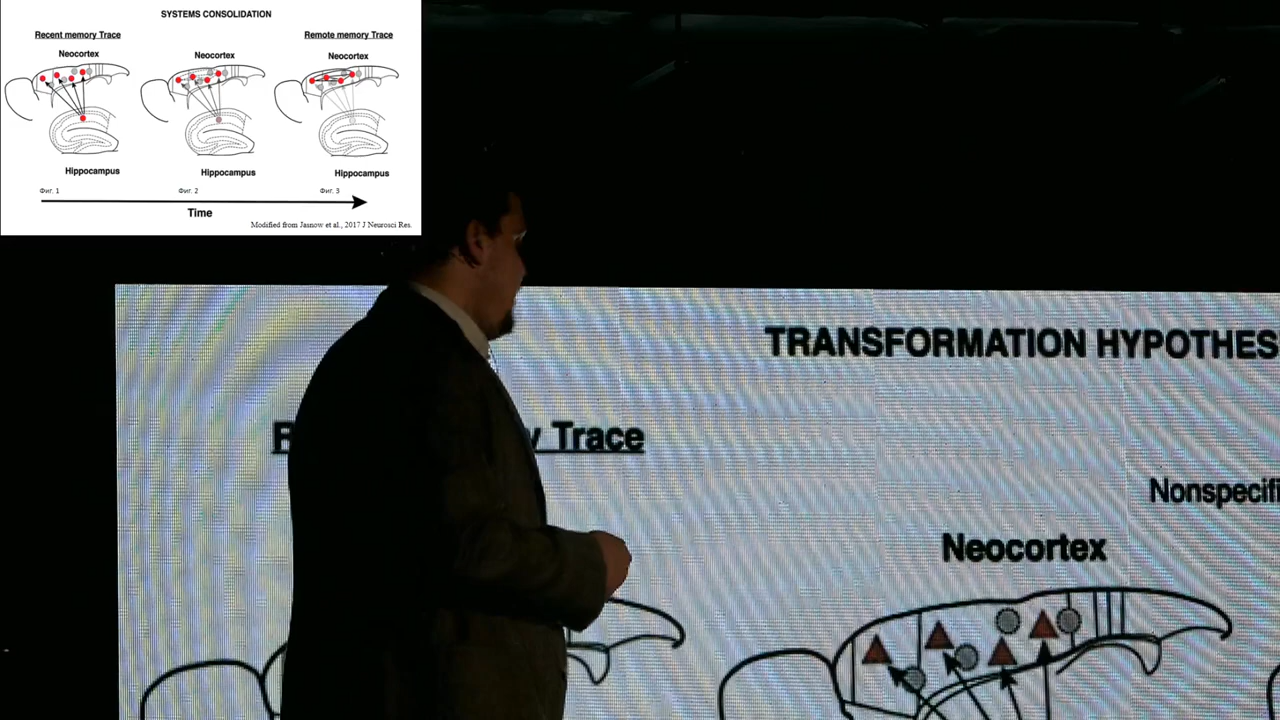 SYSTEMS CONSOLIDATION
Recent memory Trace
Remote memory Trace
Neocortex
Neocortex
Neocortex
Hippocampus
Hippocampus
Hippocampus
Фиг. 1
Фиг. 2
Фиг. 3
Time
Modified from Jasnow et al., 2017 J Neurosci Res.
TRANSFORMATION HYPOTHES
Trace
Nonspecifi
Neocortex